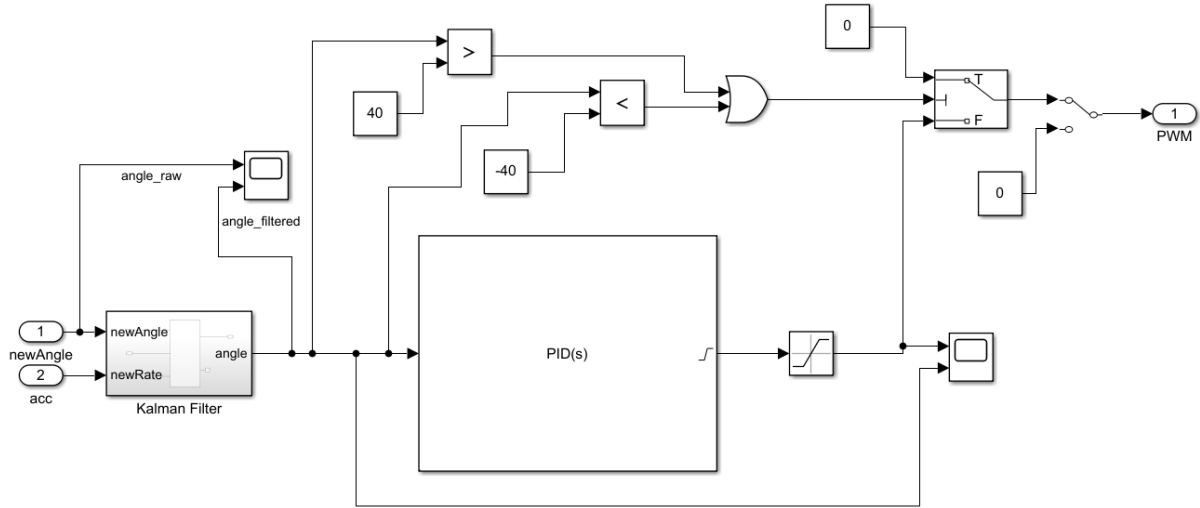 0
>
40
<
T
F
1
PWM
-40
0
angle_raw
angle_filtered
1
newAngle
newAngle
angle
2
newRate
acc
Kalman Filter
PID(s)